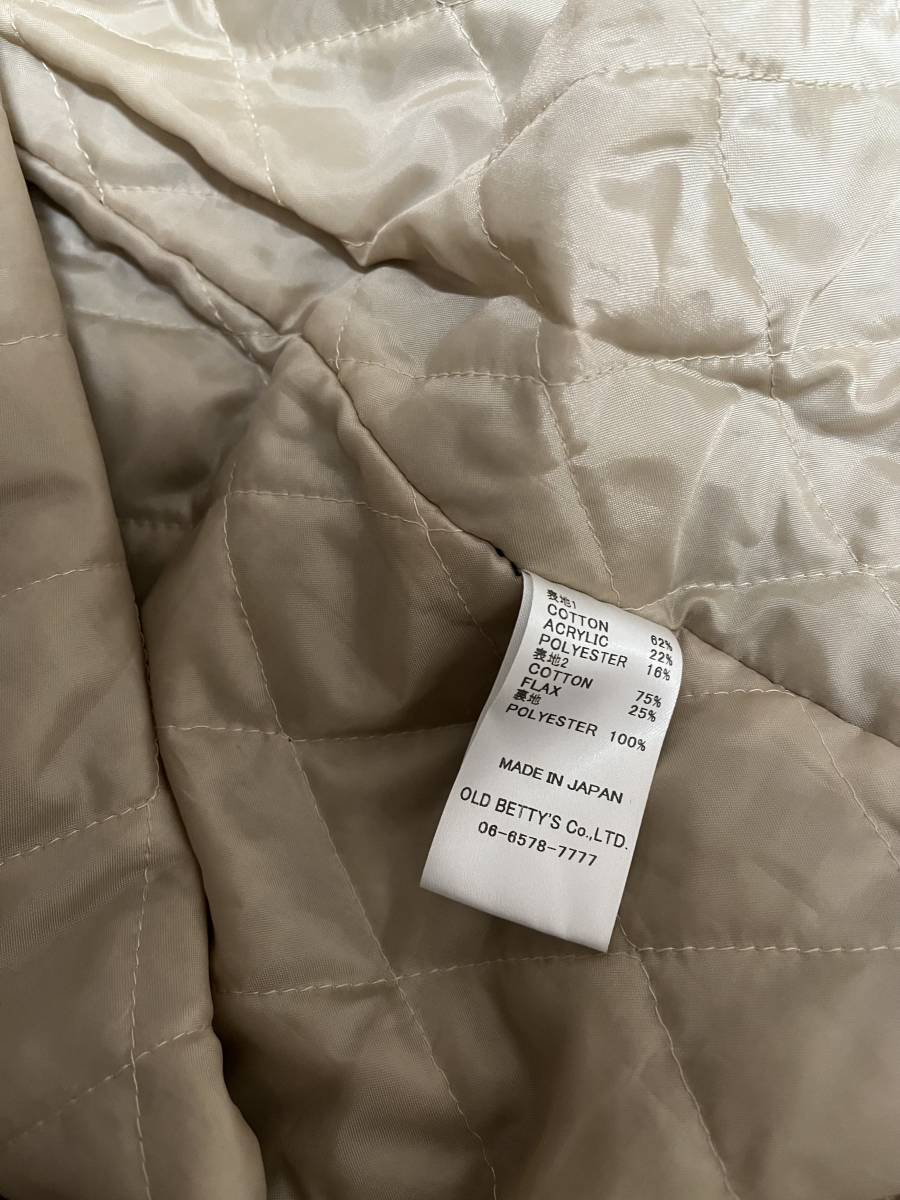 表地1
COTTON 62%
ACRYLIC 22%
POLYESTER 16%
表地2
COTTON 75%
FLAX 25%
裏地
POLYESTER 100%
MADE IN JAPAN
OLD BETTY'S Co.,LTD.
06-6578-7777